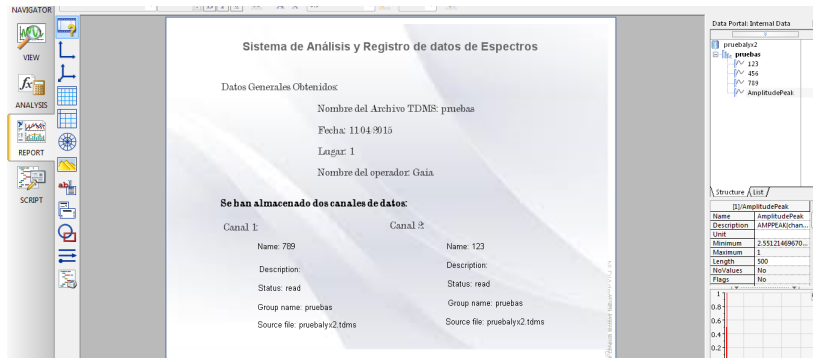 NAVIGATOR
VIEW
ANALYSIS
REPORT
SCRIPT
Sistema de Análisis y Registro de datos de Espectros
Datos Generales Obtenidos:
Nombre del Archivo TDMS: pruebas
Fecha: 11.04.2015
Lugar: 1
Nombre del operador: Gaia
Se han almacenado dos canales de datos:
Canal 1: Canal 2:
Name: 789 Name: 123
Description: Description:
Status: read Status: read
Group name: pruebas Group name: pruebas
Source file: pruebalyx2.tdms Source file: pruebalyx2.tdms
Data Portal: Internal Data
pruebalyx2
pruebas
123
456
789
AmplitudePeak
Structure List
[1]/AmplitudePeak
Name AmplitudePeak
Description AMPPEAK(chan...
Unit
Minimum 2.55121469670...
Maximum 1
Length 500
NoValues No
Flags No
1
0.8
0.6
0.4
0.2